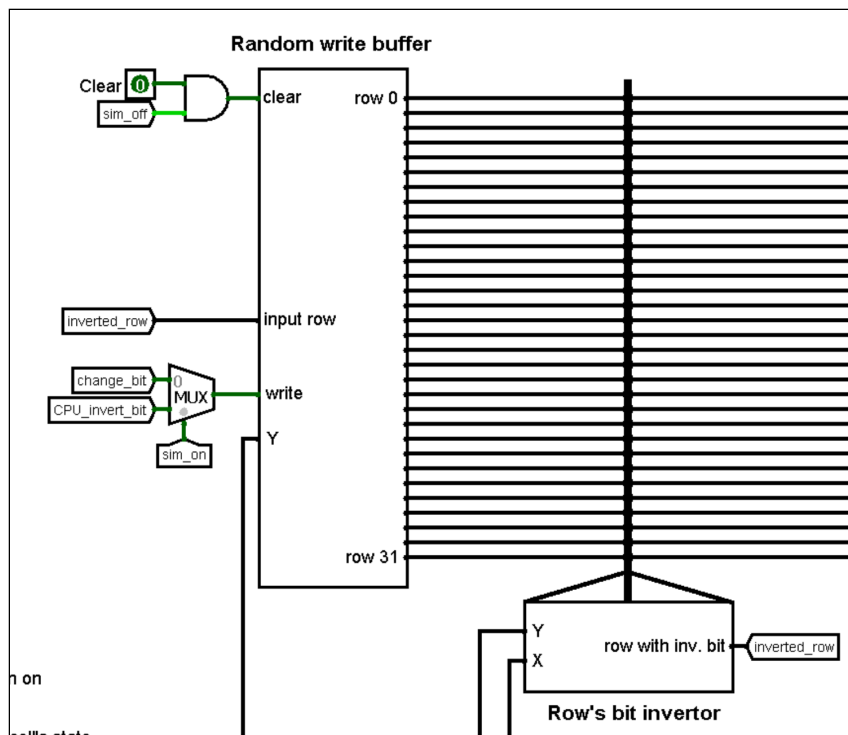 Random write buffer
Clear 0
clear
row 0
sim_off
inverted_row
input row
change_bit
0
MUX
write
CPU_invert_bit
Y
sim_on
row 31
Y
row with inv. bit
inverted_row
X
n on
Row's bit invertor